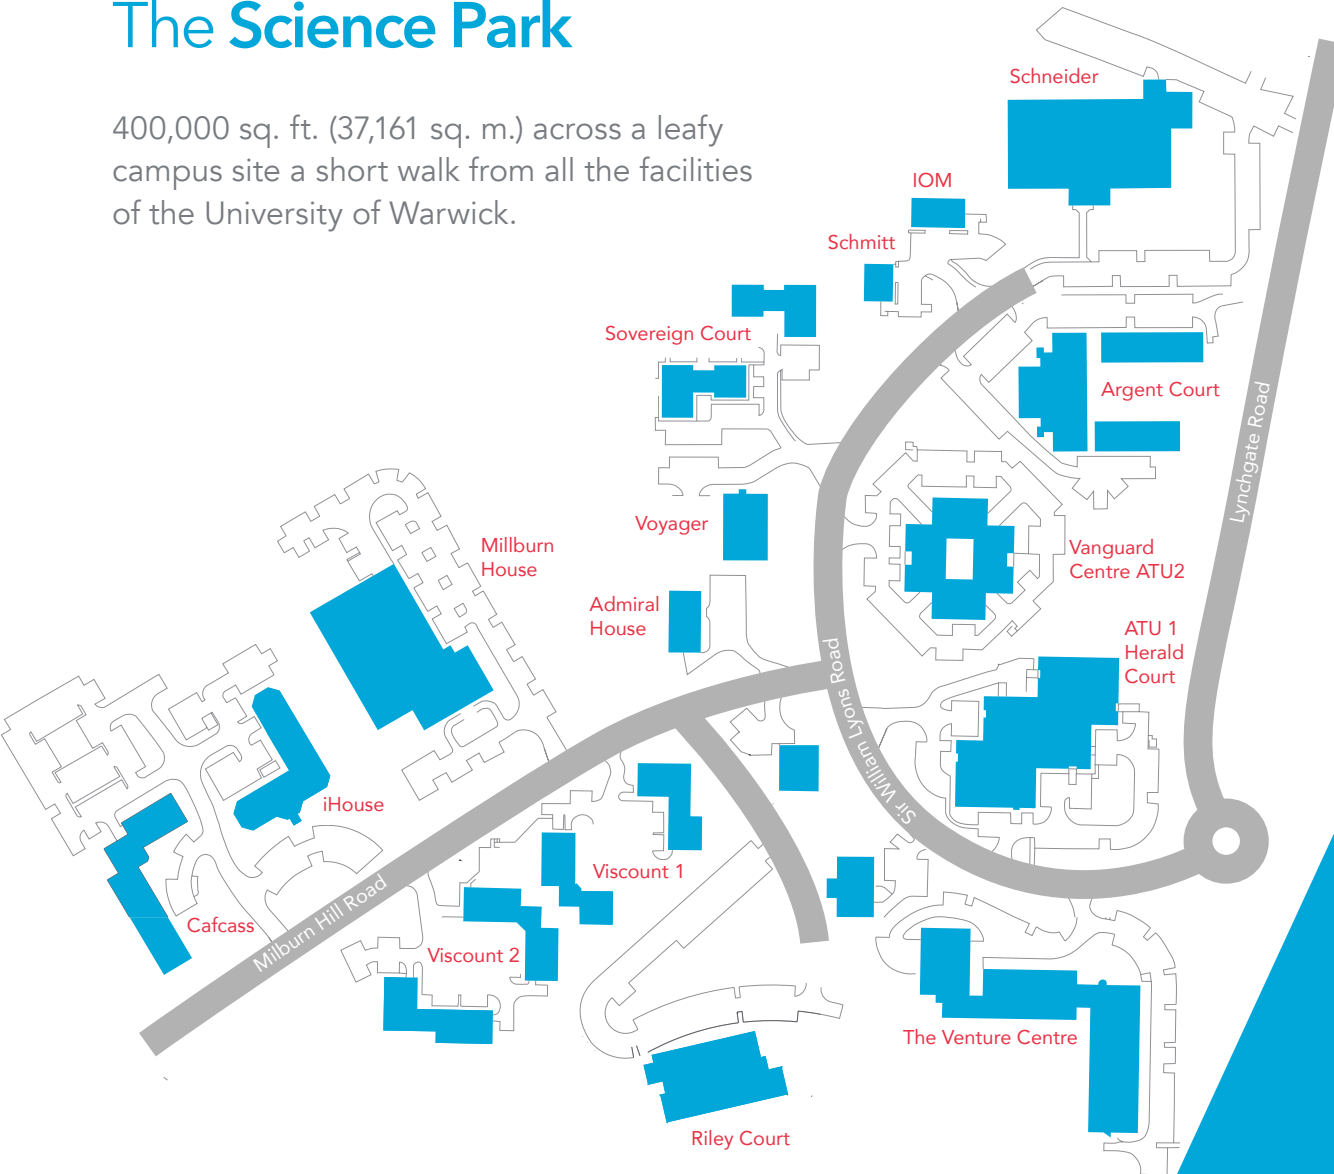 The Science Park
400,000 sq. ft. (37,161 sq. m.) across a leafy
campus site a short walk from all the facilities
of the University of Warwick.
Schneider
IOM
Schmitt
Sovereign Court
Argent Court
Lynchgate Road
Voyager
Millburn
House
Vanguard
Centre ATU2
Admiral
House
ATU 1
Herald
Court
Sir William Lyons Road
iHouse
Viscount 1
Cafcass
Milburn Hill Road
Viscount 2
The Venture Centre
Riley Court